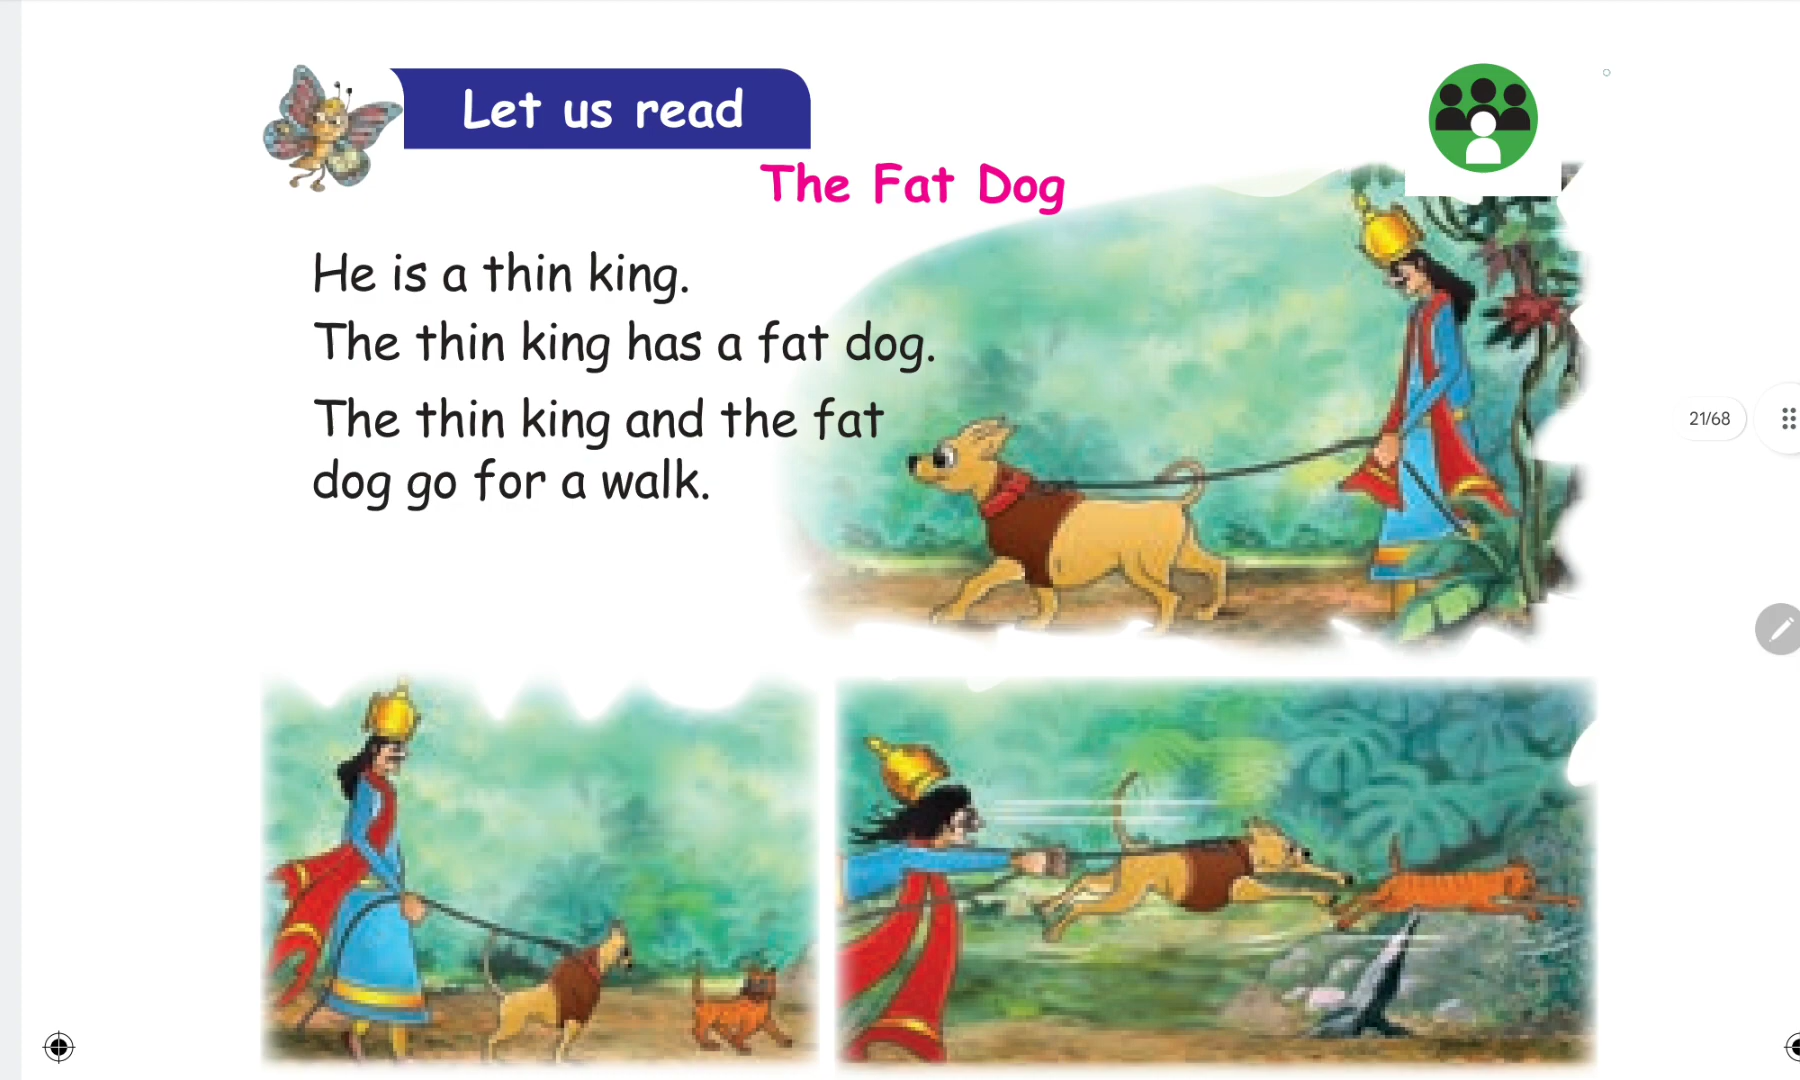 Let us read
The Fat Dog
He is a thin king.
The thin king has a fat dog.
The thin king and the fat
dog go for a walk.
21/68